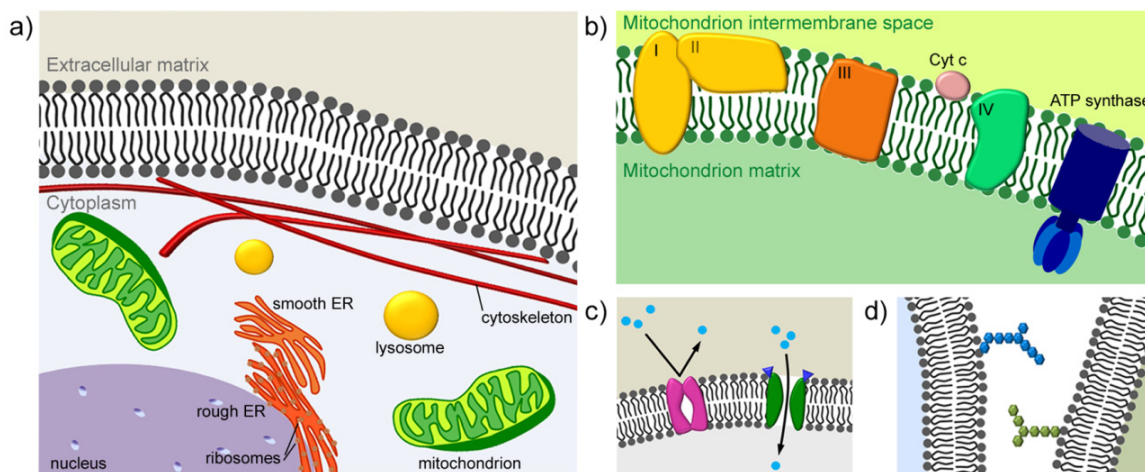 a)
Extracellular matrix
Cytoplasm
smooth ER
cytoskeleton
lysosome
rough ER
ribosomes
nucleus
mitochondrion
b)
Mitochondrion intermembrane space
I
II
III
Cyt c
IV
ATP synthase
Mitochondrion matrix
c)
d)